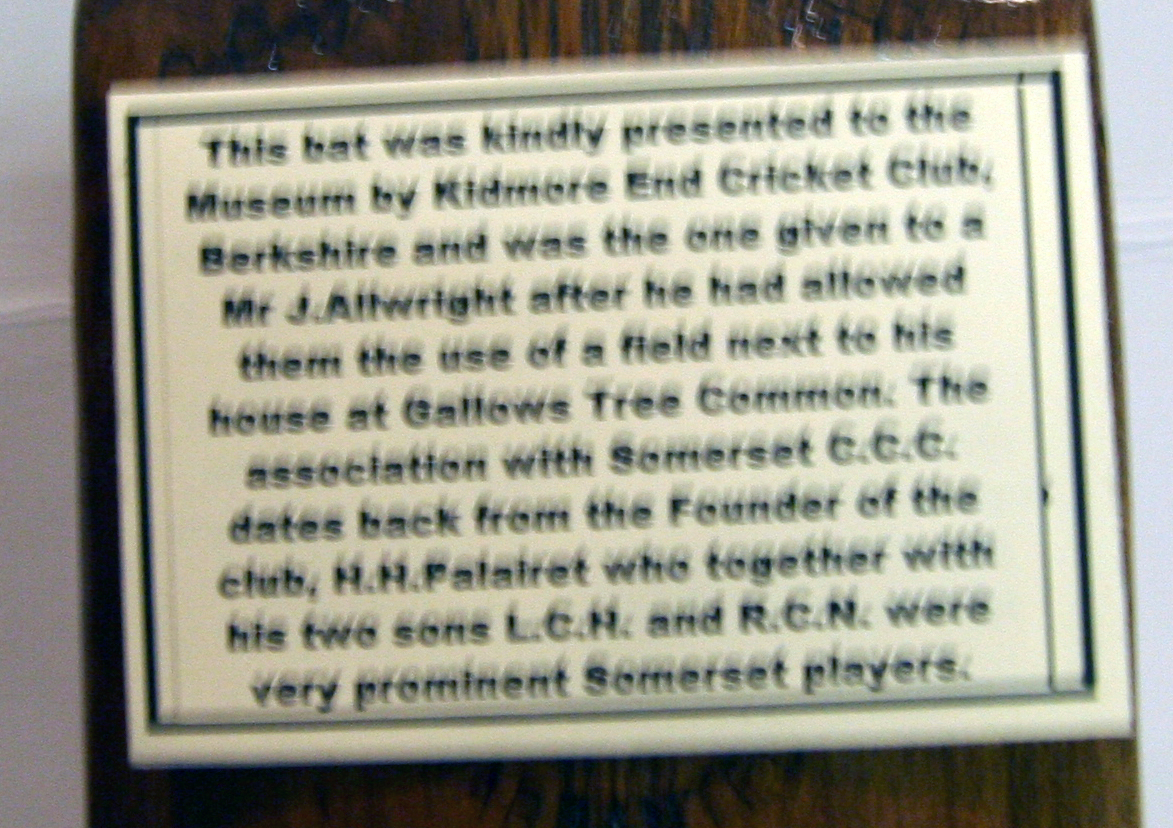 This bat was kindly presented to the
Museum by Kidmore End Cricket Club,
Berkshire and was the one given to a
Mr J.Allwright after he had allowed
them the use of a field next to his
house at Gallows Tree Common. The
association with Somerset C.C.C.
dates back from the Founder of the
club, H.H.Palairet who together with
his two sons L.C.H. and R.C.N. were
very prominent Somerset players.